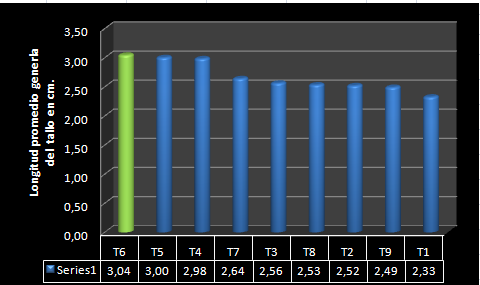 Longitud promedio generla
del tallo en cm.
3,50
3,00
2,50
2,00
1,50
1,00
0,50
0,00
T6 T5 T4 T7 T3 T8 T2 T9 T1
Series1 3,04 3,00 2,98 2,64 2,56 2,53 2,52 2,49 2,33